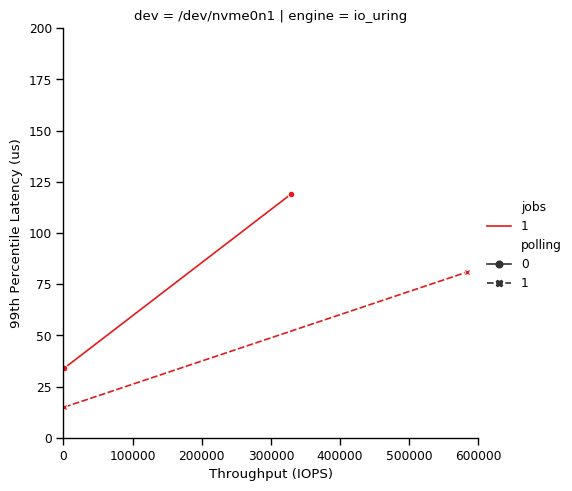 dev = /dev/nvme0n1 | engine = io_uring
200
175
150
125
100
75
50
25
0
99th Percentile Latency (us)
0 100000 200000 300000 400000 500000 600000
Throughput (IOPS)
jobs
1
polling
0
1